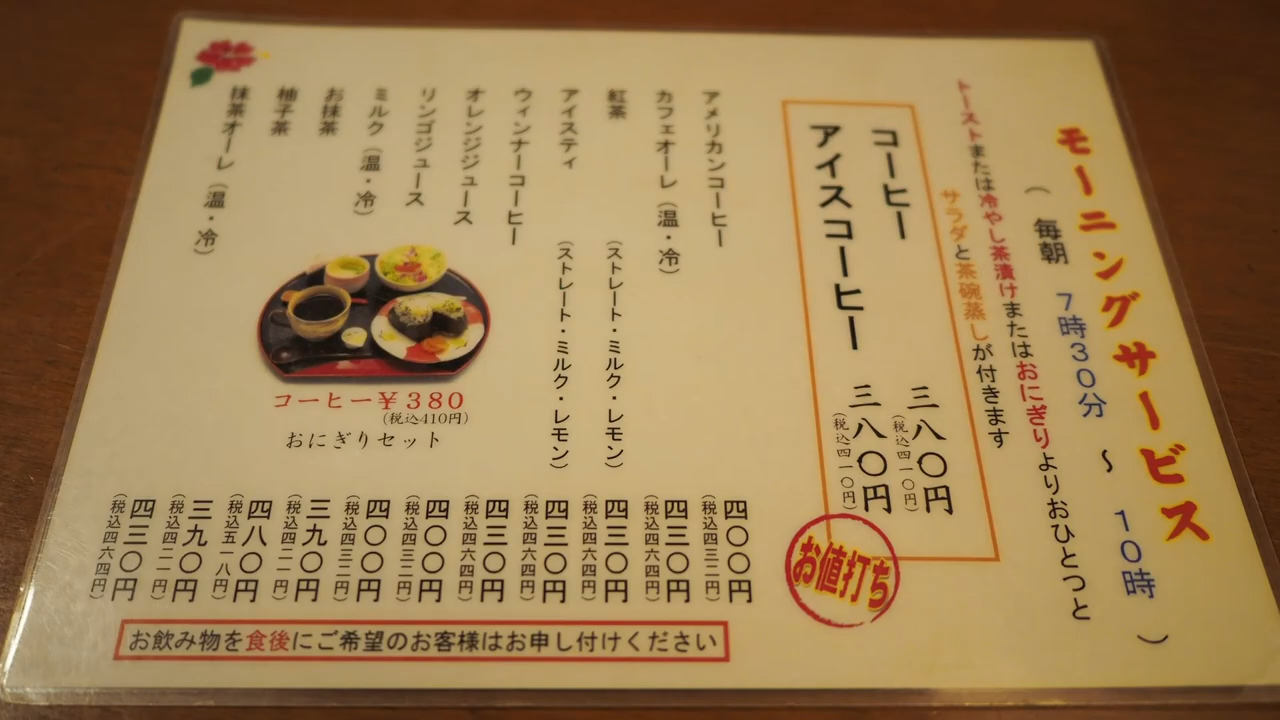 モーニングサービス
（毎朝 7時30分 ～ 10時）
トーストまたは冷やし茶漬けまたはおにぎりよりおひとつと
サラダと茶碗蒸しが付きます
コーヒー 三八〇円
（税込四一〇円）
アイスコーヒー 三八〇円
（税込四一〇円）
お値打ち
アメリカンコーヒー 四〇〇円
（税込四三二円）
カフェオーレ（温・冷） 四三〇円
（税込四六四円）
紅茶 （ストレート・ミルク・レモン） 四三〇円
（税込四六四円）
アイスティ （ストレート・ミルク・レモン） 四三〇円
（税込四六四円）
ウィンナーコーヒー 四三〇円
（税込四六四円）
オレンジジュース 四〇〇円
（税込四三二円）
リンゴジュース 四〇〇円
（税込四三二円）
ミルク（温・冷） 三九〇円
（税込四二一円）
お抹茶 四八〇円
（税込五一八円）
柚子茶 三九〇円
（税込四二一円）
抹茶オーレ（温・冷） 四三〇円
（税込四六四円）
コーヒー￥380
（税込410円）
おにぎりセット
お飲み物を食後にご希望のお客様はお申し付けください